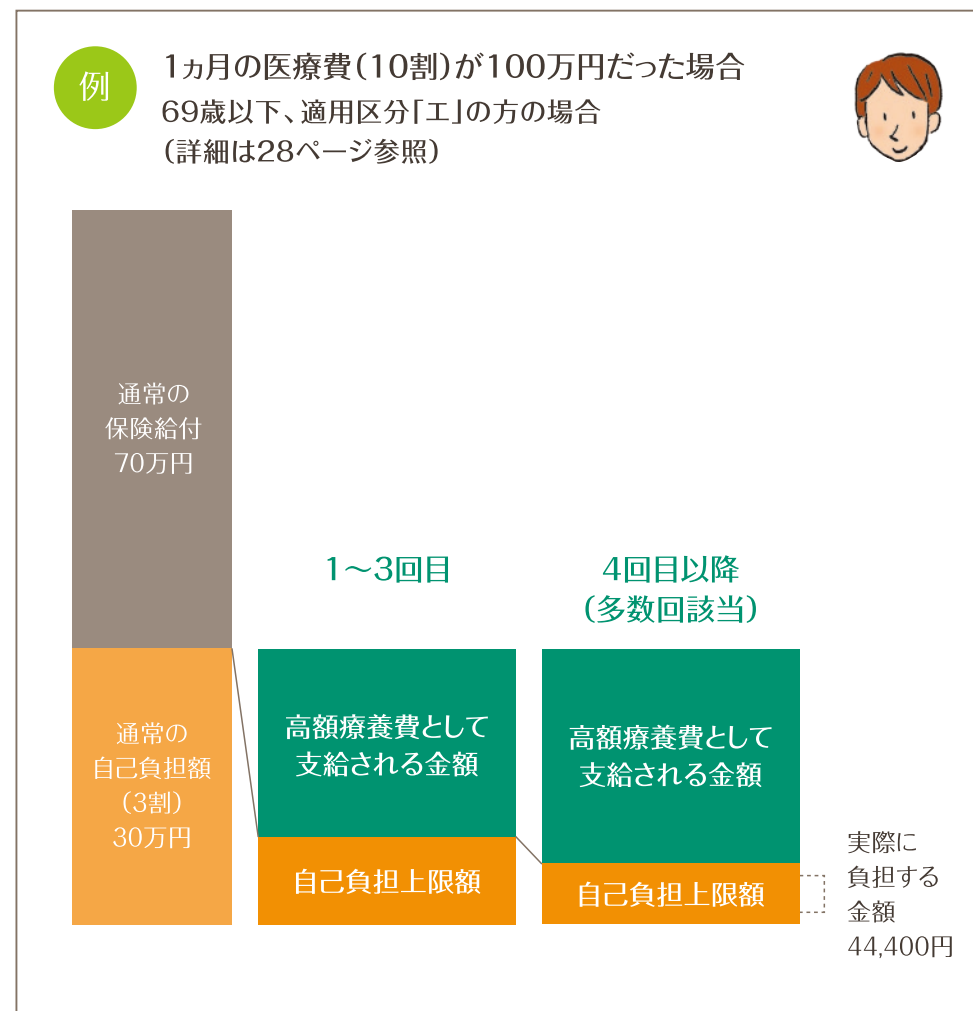 例
1ヵ月の医療費(10割)が100万円だった場合
69歳以下、適用区分「エ」の方の場合
(詳細は28ページ参照)
通常の
保険給付
70万円
通常の
自己負担額
(3割)
30万円
1〜3回目
高額療養費として
支給される金額
自己負担上限額
4回目以降
(多数回該当)
高額療養費として
支給される金額
自己負担上限額
実際に
負担する
金額
44,400円